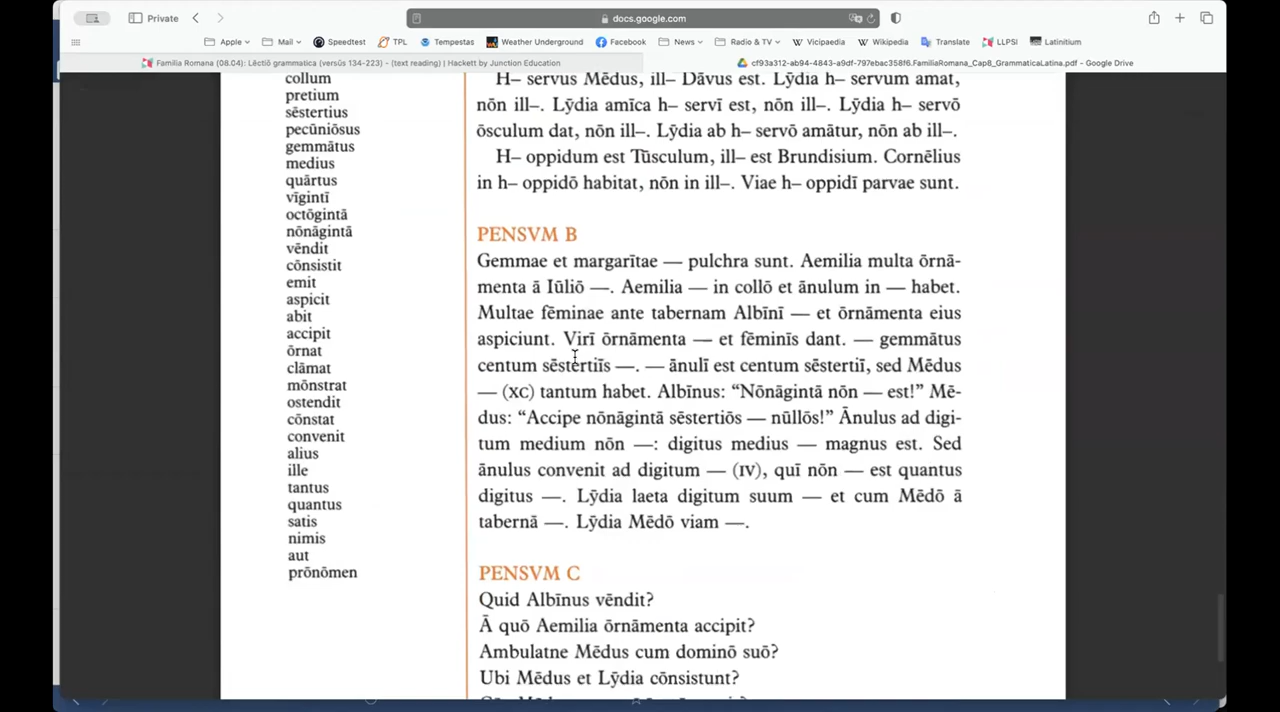 Private
docs.google.com
Apple
Mail
Speedtest
TPL
Tempestas
Weather Underground
Facebook
News
Radio & TV
Vicipaedia
Wikipedia
Translate
LLPSI
Latinitium
Familia Romana (08.04): Lēctiō grammatica (versūs 134-223) - (text reading) | Hackett by Junction Education
cf93a312-ab94-4843-a9df-797ebac358f6.FamiliaRomana_Cap8_GrammaticaLatina.pdf - Google Drive
collum
pretium
sēstertius
pecūniōsus
gemmātus
medius
quārtus
vīgintī
octōgintā
nōnāgintā
vēndit
cōnsistit
emit
aspicit
abit
accipit
ōrnat
clāmat
mōnstrat
ostendit
cōnstat
convenit
alius
ille
tantus
quantus
satis
nimis
aut
prōnōmen
H– servus Mēdus, ill– Dāvus est. Lȳdia h– servum amat,
nōn ill–. Lȳdia amīca h– servī est, nōn ill–. Lȳdia h– servō
ōsculum dat, nōn ill–. Lȳdia ab h– servō amātur, nōn ab ill–.
H– oppidum est Tūsculum, ill– est Brundisium. Cornēlius
in h– oppidō habitat, nōn in ill–. Viae h– oppidī parvae sunt.
PENSVM B
Gemmae et margarītae — pulchra sunt. Aemilia multa ōrnā-
menta ā Iūliō —. Aemilia — in collō et ānulum in — habet.
Multae fēminae ante tabernam Albīnī — et ōrnāmenta eius
aspiciunt. Virī ōrnāmenta — et fēminīs dant. — gemmātus
centum sēstertiīs —. — ānulī est centum sēstertiī, sed Mēdus
— (XC) tantum habet. Albīnus: “Nōnāgintā nōn — est!” Mē-
dus: “Accipe nōnāgintā sēstertiōs — nūllōs!” Ānulus ad digi-
tum medium nōn —: digitus medius — magnus est. Sed
ānulus convenit ad digitum — (IV), quī nōn — est quantus
digitus —. Lȳdia laeta digitum suum — et cum Mēdō ā
tabernā —. Lȳdia Mēdō viam —.
PENSVM C
Quid Albīnus vēndit?
Ā quō Aemilia ōrnāmenta accipit?
Ambulatne Mēdus cum dominō suō?
Ubi Mēdus et Lȳdia cōnsistunt?